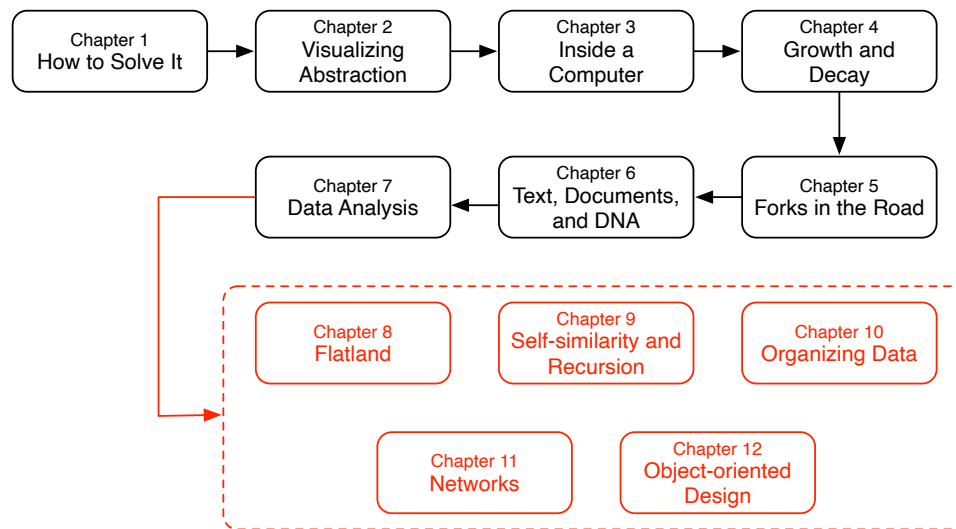 Chapter 1
How to Solve It
Chapter 2
Visualizing
Abstraction
Chapter 3
Inside a
Computer
Chapter 4
Growth and
Decay
Chapter 7
Data Analysis
Chapter 6
Text, Documents,
and DNA
Chapter 5
Forks in the Road
Chapter 8
Flatland
Chapter 9
Self-similarity and
Recursion
Chapter 10
Organizing Data
Chapter 11
Networks
Chapter 12
Object-oriented
Design